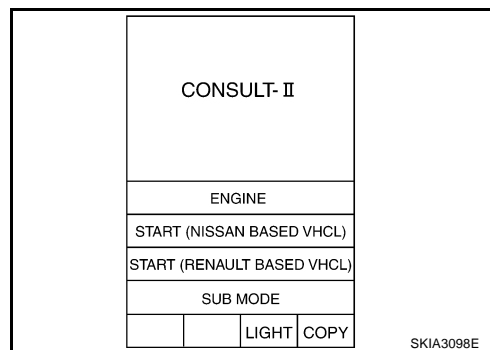 CONSULT-II
ENGINE
START (NISSAN BASED VHCL)
START (RENAULT BASED VHCL)
SUB MODE
LIGHT COPY
SKIA3098E